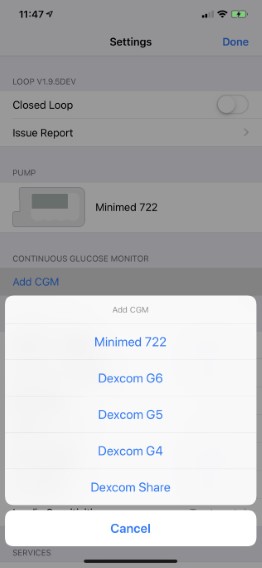 11:47
Settings
Done
LOOP V1.9.5DEV
Closed Loop
Issue Report
PUMP
Minimed 722
CONTINUOUS GLUCOSE MONITOR
Add CGM
Add CGM
Minimed 722
Dexcom G6
Dexcom G5
Dexcom G4
Dexcom Share
Cancel
SERVICES